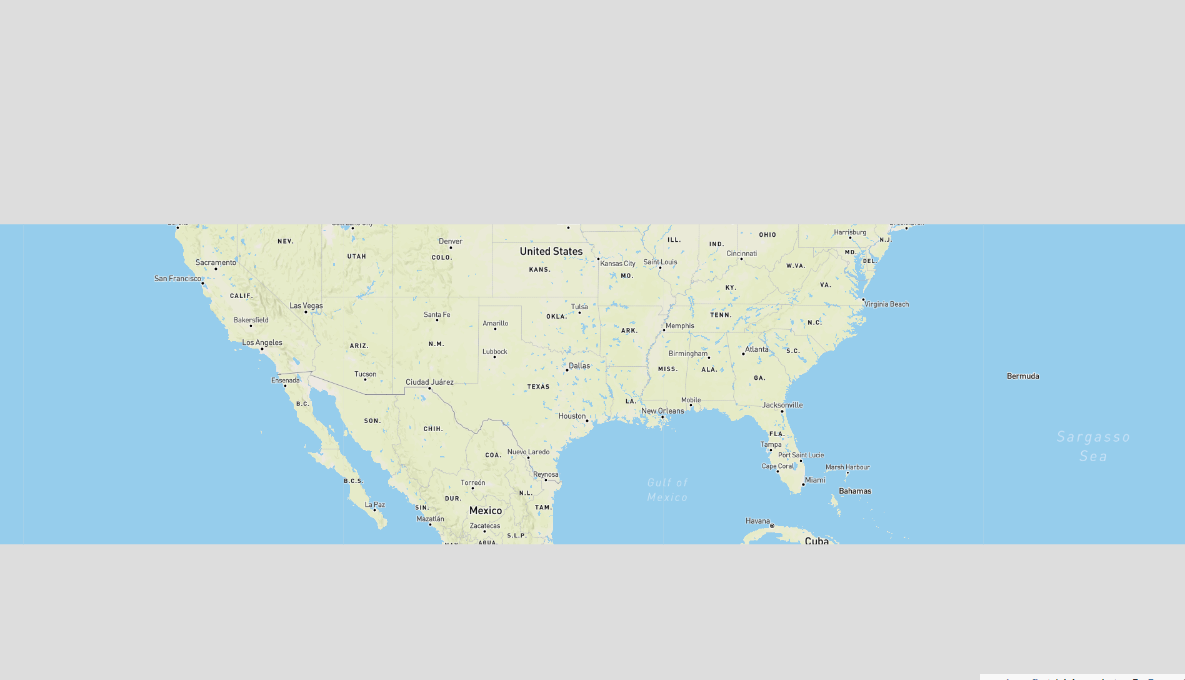 Harrisburg
OHIO
ILL.
IND.
N.J.
NEV.
Denver
United States
Cincinnati
MD.
UTAH
COLO.
Sacramento
Kansas City
Saint Louis
DEL.
W.VA.
KANS.
MO.
San Francisco
KY.
VA.
CALIF.
Las Vegas
Tulsa
Virginia Beach
Santa Fe
OKLA.
TENN.
Bakersfield
Amarillo
ARK.
Memphis
N.C.
Los Angeles
ARIZ.
N.M.
Lubbock
Birmingham
Atlanta
S.C.
Dallas
MISS.
ALA.
Tucson
GA.
Bermuda
Ensenada
Ciudad Juárez
TEXAS
B.C.
LA.
Mobile
Jacksonville
Houston
New Orleans
SON.
CHIH.
FLA.
Sargasso
Sea
Tampa
COA.
Nuevo Laredo
Port Saint Lucie
Cape Coral
Marsh Harbour
Reynosa
B.C.S.
Torreón
Gulf of
Mexico
Miami
N.L.
Bahamas
DUR.
La Paz
SIN.
Mexico
TAM.
Mazatlán
Zacatecas
Havana
S.L.P.
Cuba